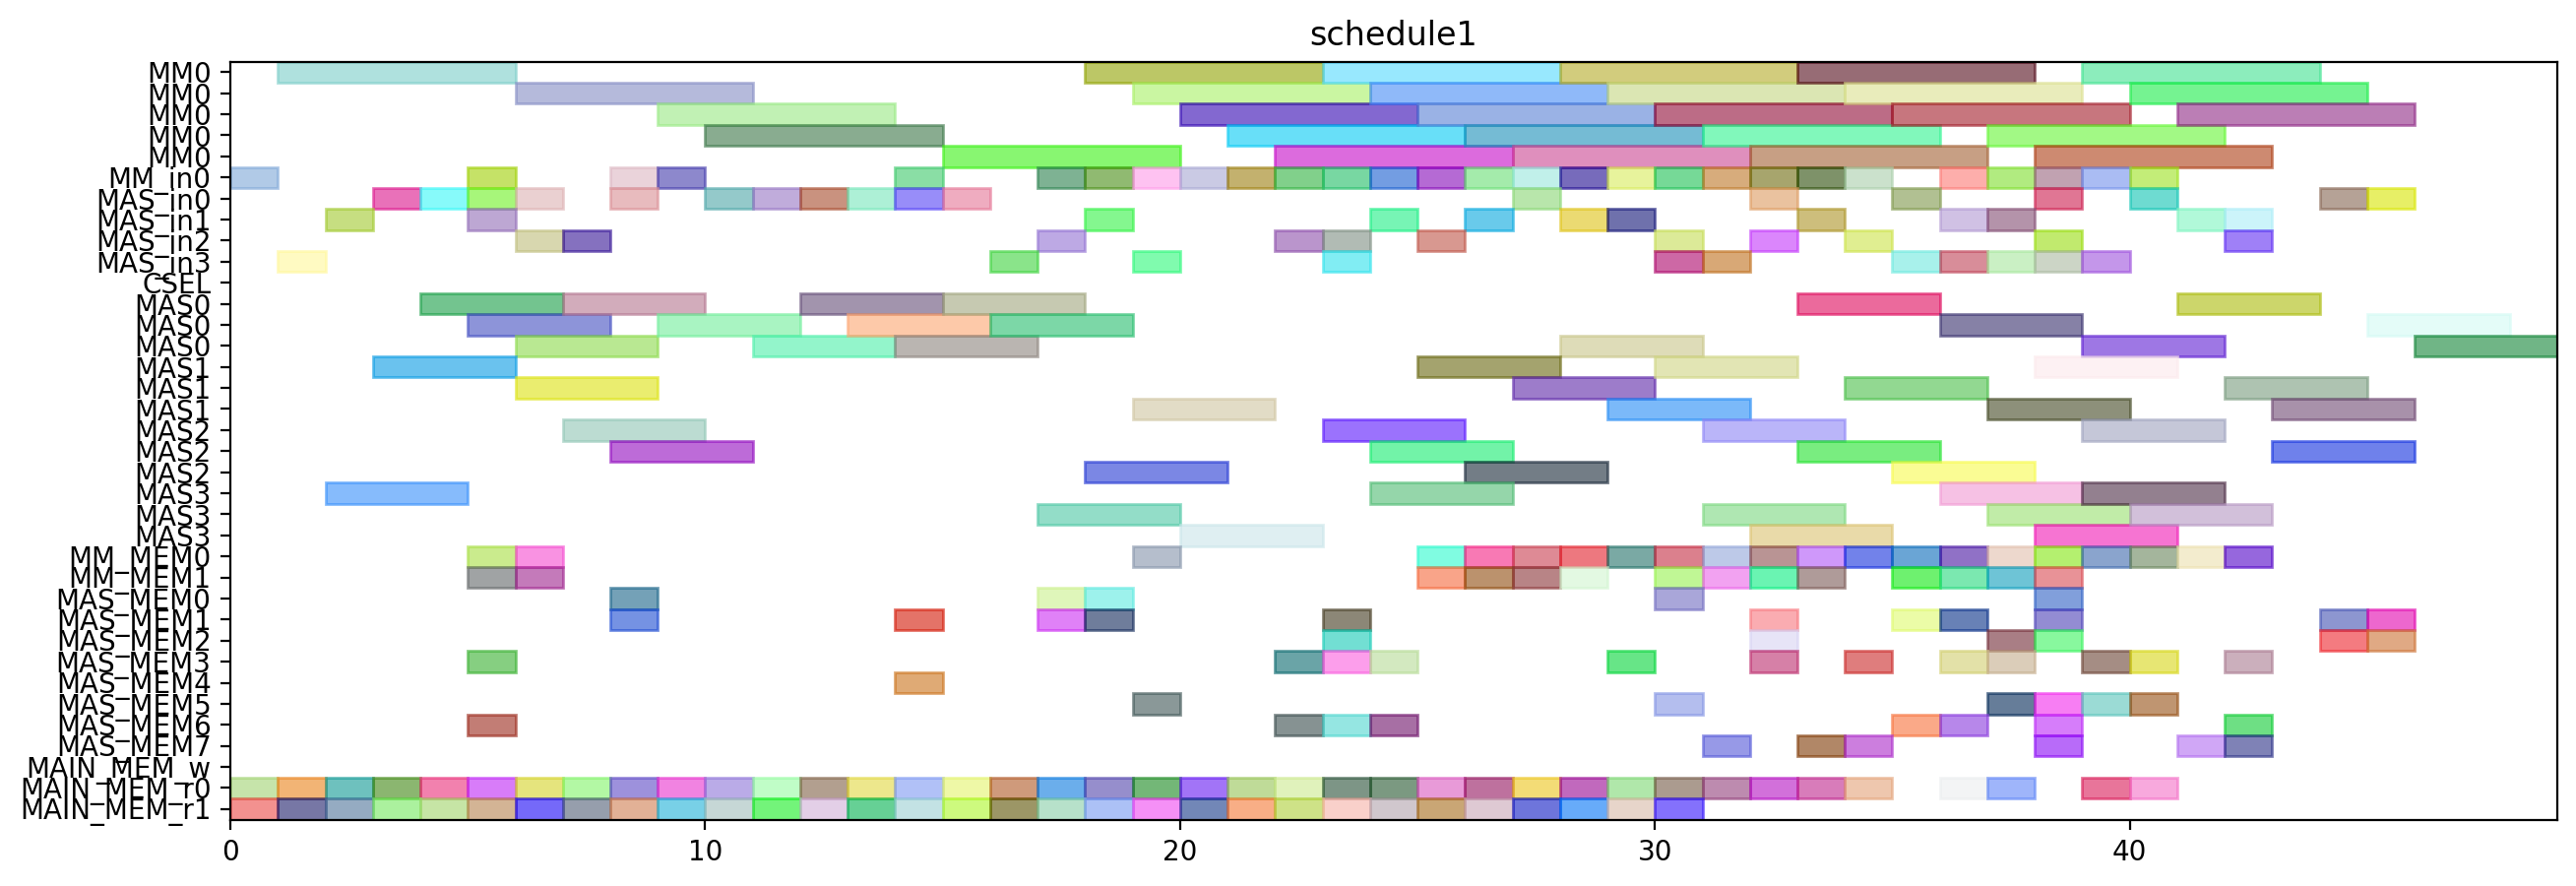 schedule1
MM0
MM0
MM0
MM0
MM0
MM_in0
MAS_in0
MAS_in1
MAS_in2
MAS_in3
CSEL
MAS0
MAS0
MAS0
MAS1
MAS1
MAS1
MAS2
MAS2
MAS2
MAS3
MAS3
MAS3
MM_MEM0
MM_MEM1
MAS_MEM0
MAS_MEM1
MAS_MEM2
MAS_MEM3
MAS_MEM4
MAS_MEM5
MAS_MEM6
MAS_MEM7
MAIN_MEM_w
MAIN_MEM_r0
MAIN_MEM_r1
0 10 20 30 40